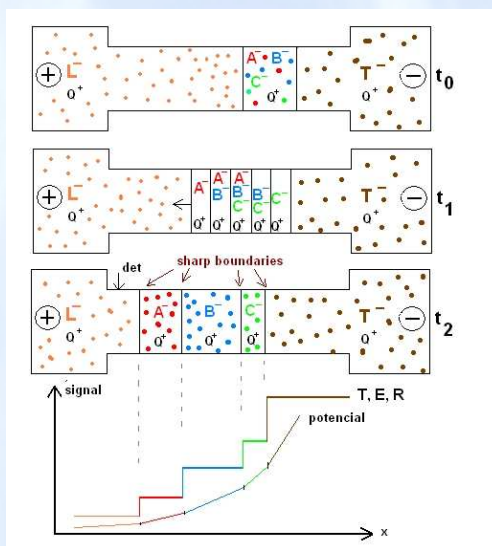 A⁻ B⁻
+ L⁻ C⁻ T⁻ − t₀
Q⁺ Q⁺ Q⁺
A⁻ A⁻ A⁻ B⁻ C⁻
B⁻ B⁻ C⁻
C⁻
+ L⁻ T⁻ − t₁
Q⁺ Q⁺ Q⁺ Q⁺ Q⁺ Q⁺ Q⁺
det
sharp boundaries
+ L⁻ A⁻ B⁻ C⁻ T⁻ − t₂
Q⁺ Q⁺ Q⁺ Q⁺ Q⁺
signal
T, E, R
potencial
x